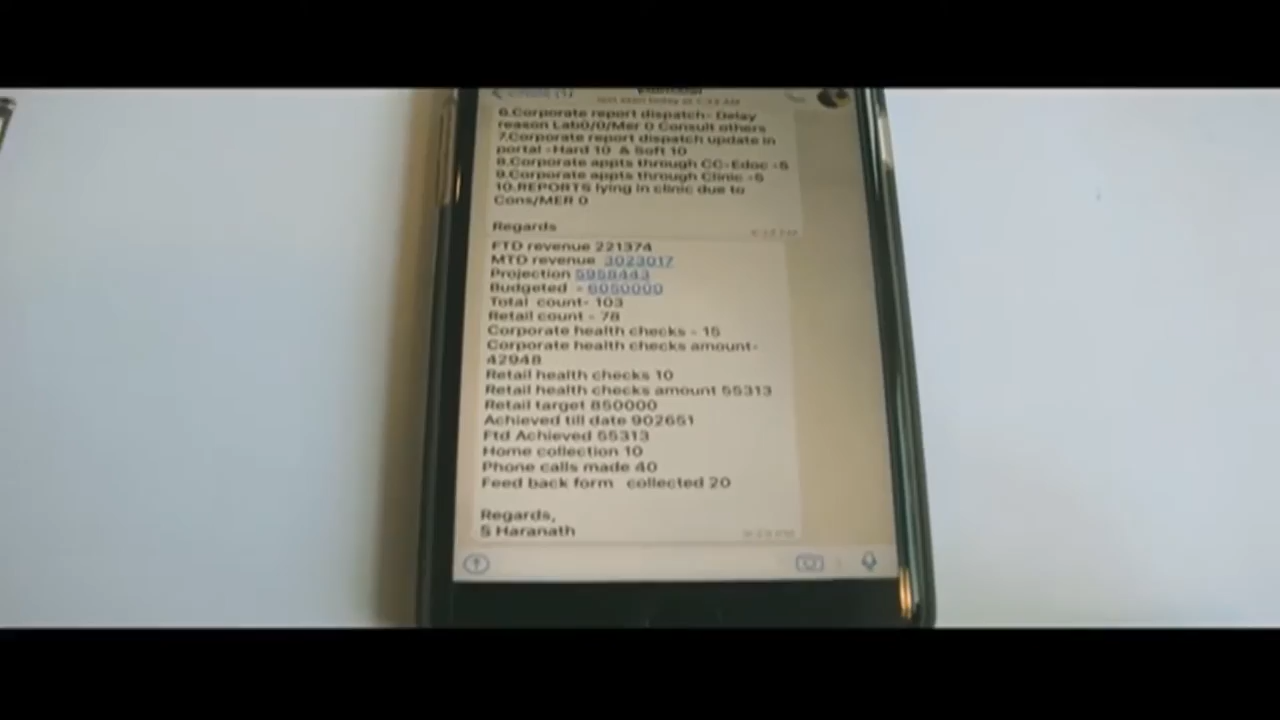 6.Corporate report dispatch- Delay
reason Lab0/0/Mer 0 Consult others
7.Corporate report dispatch update in
portal -Hard 10 & Soft 10
8.Corporate appts through CC-Edoc -5
9.Corporate appts through Clinic -5
10.REPORTS lying in clinic due to
Cons/MER 0
Regards
FTD revenue 221374
MTD revenue 3023017
Projection 5958443
Budgeted - 6050000
Total count- 103
Retail count - 78
Corporate health checks - 15
Corporate health checks amount-
42948
Retail health checks 10
Retail health checks amount 55313
Retail target 850000
Achieved till date 902651
Ftd Achieved 55313
Home collection 10
Phone calls made 40
Feed back form collected 20
Regards,
S Haranath